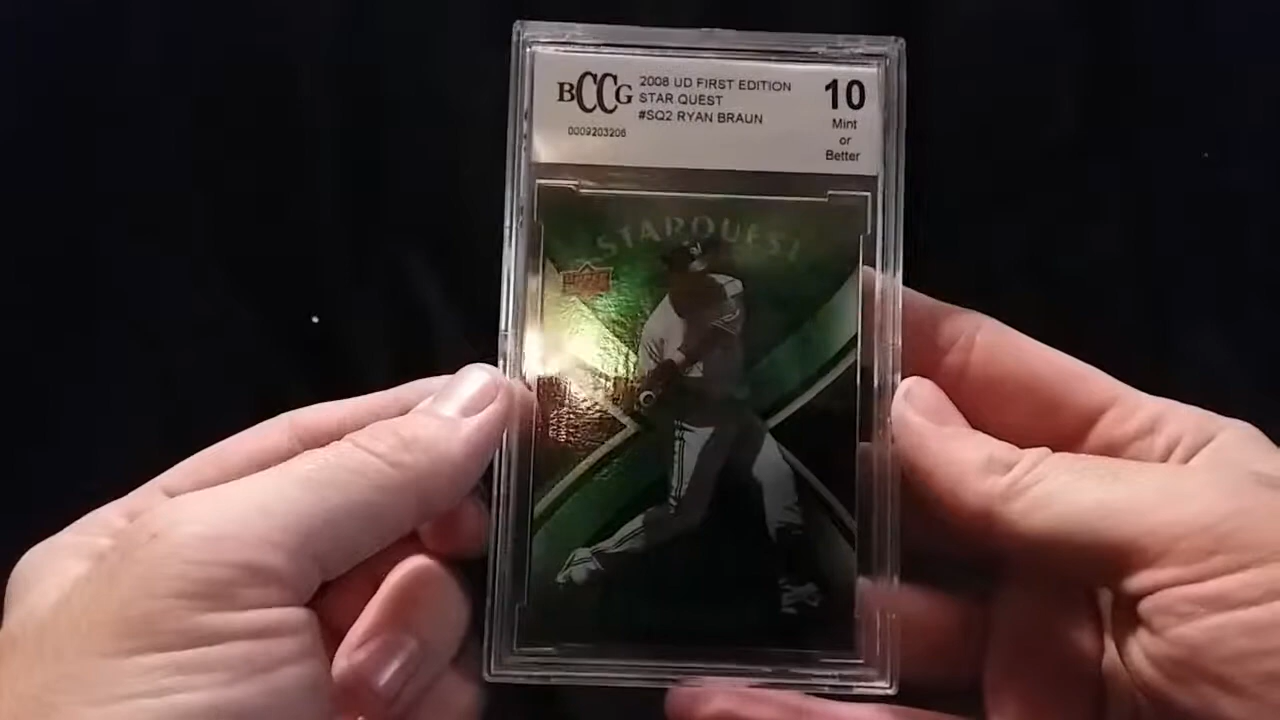 BCCG
2008 UD FIRST EDITION
STAR QUEST
#SQ2 RYAN BRAUN
0009203206
10
Mint
or
Better
STARQUEST